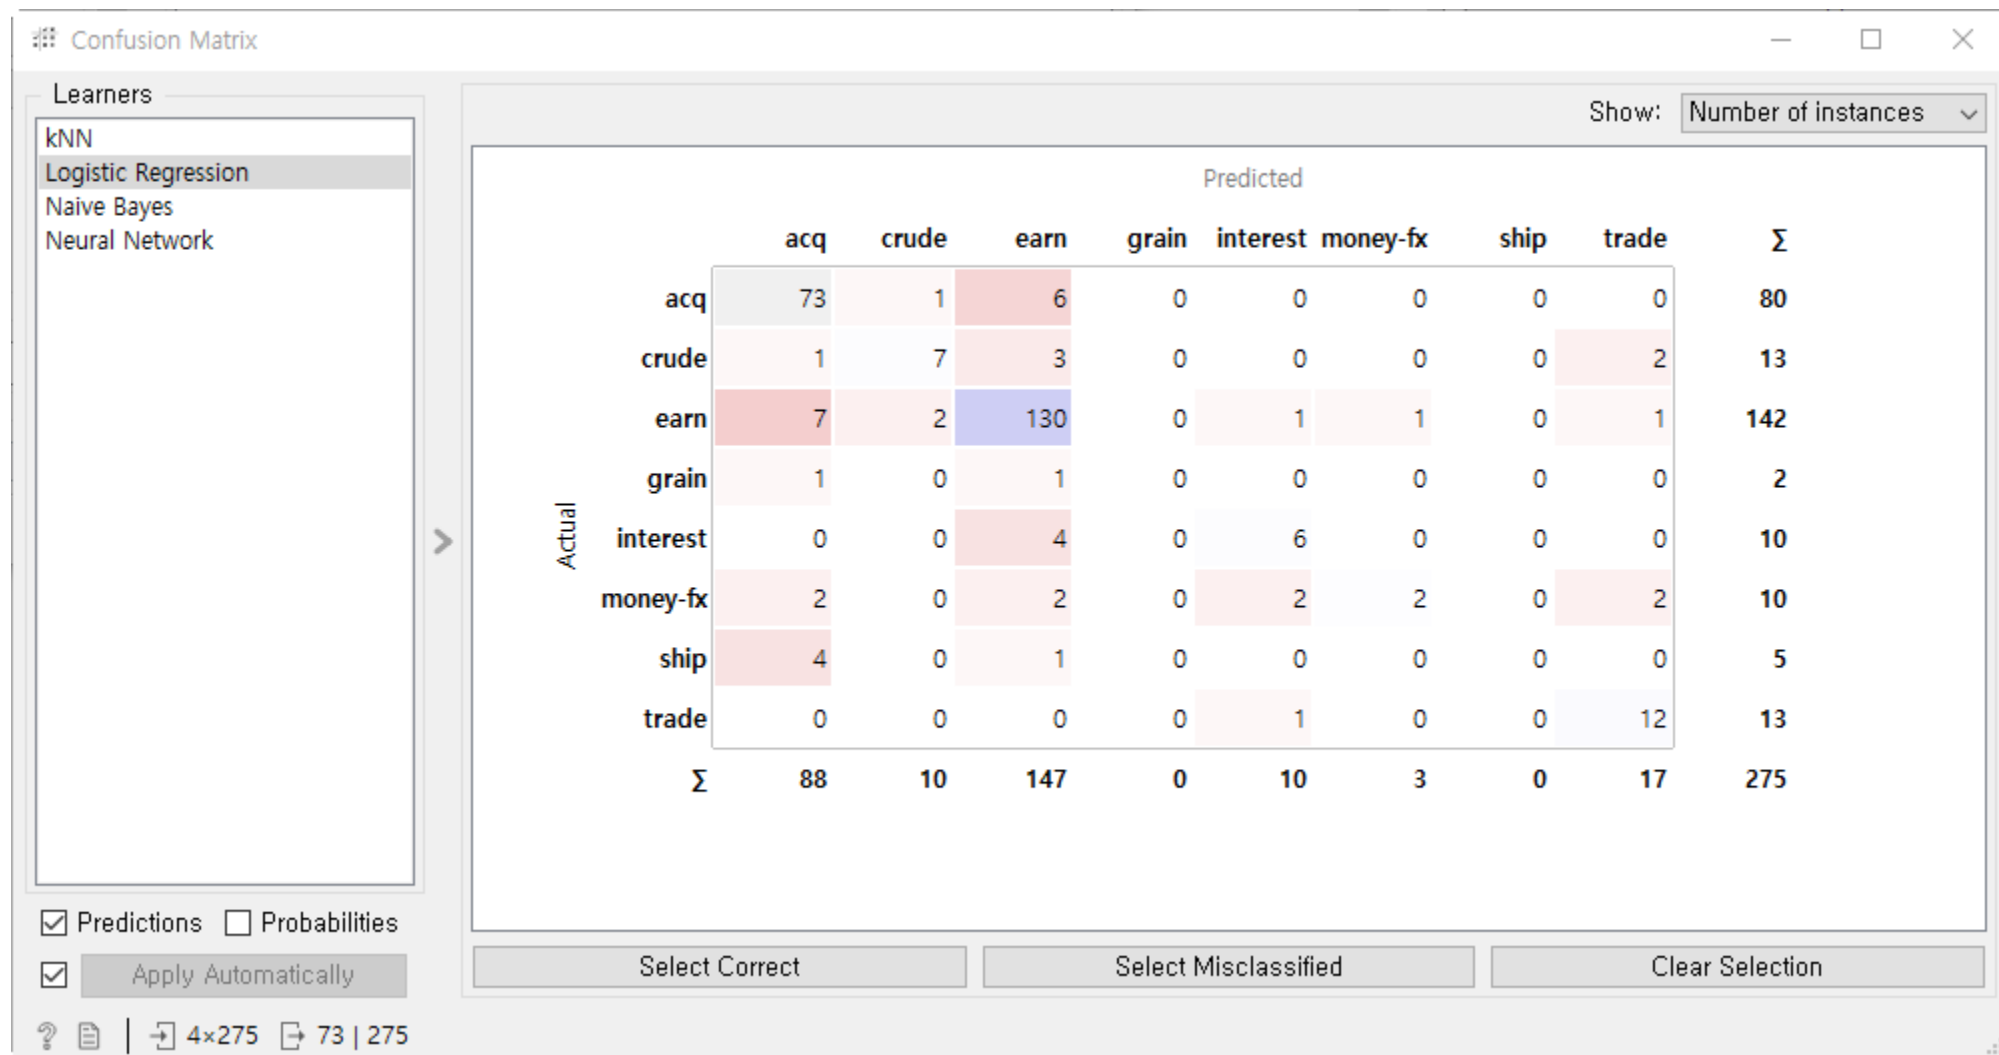 Confusion Matrix
Learners
kNN
Logistic Regression
Naive Bayes
Neural Network
Show: Number of instances
Predicted
acq crude earn grain interest money-fx ship trade Σ
acq 73 1 6 0 0 0 0 0 80
crude 1 7 3 0 0 0 0 2 13
earn 7 2 130 0 1 1 0 1 142
grain 1 0 1 0 0 0 0 0 2
Actual
interest 0 0 4 0 6 0 0 0 10
money-fx 2 0 2 0 2 2 0 2 10
ship 4 0 1 0 0 0 0 0 5
trade 0 0 0 0 1 0 0 12 13
Σ 88 10 147 0 10 3 0 17 275
Predictions Probabilities
Apply Automatically
Select Correct Select Misclassified Clear Selection
? 4×275 73 | 275